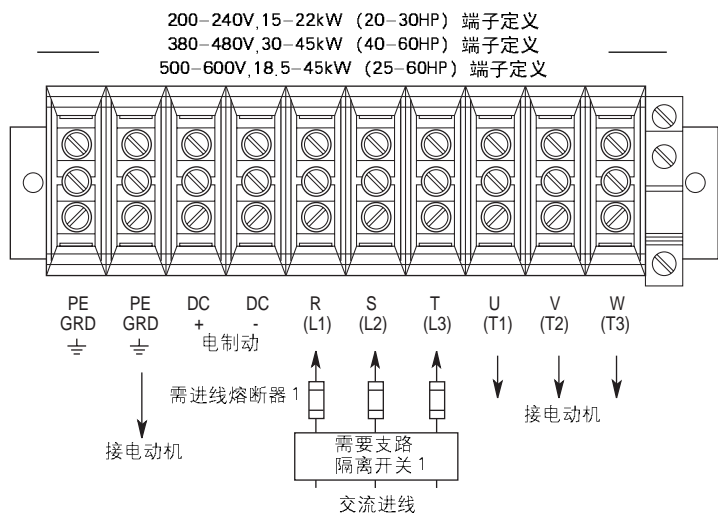 200-240V,15-22kW (20-30HP) 端子定义
380-480V,30-45kW (40-60HP) 端子定义
500-600V,18.5-45kW (25-60HP) 端子定义
PE PE DC DC R S T U V W
GRD GRD + - (L1) (L2) (L3) (T1) (T2) (T3)
电制动
需进线熔断器1
接电动机
接电动机
需要支路
隔离开关1
交流进线